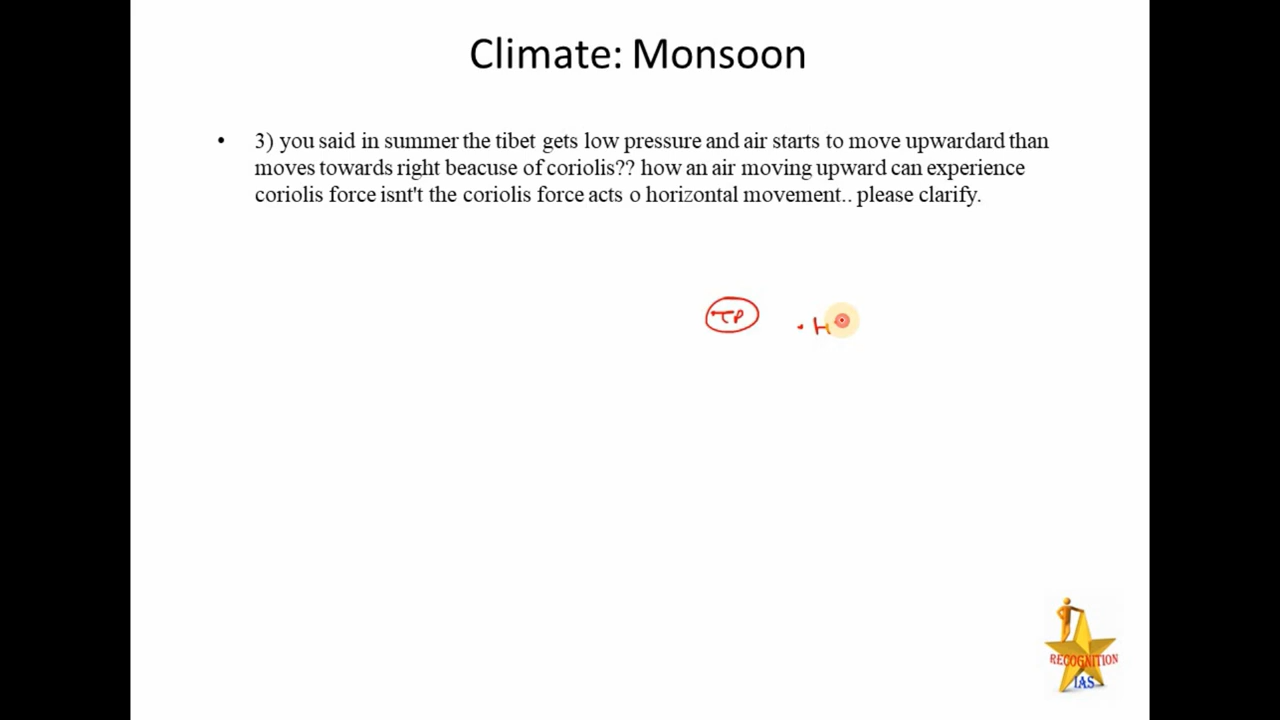 Climate: Monsoon
• 3) you said in summer the tibet gets low pressure and air starts to move upwardard than
moves towards right beacuse of coriolis?? how an air moving upward can experience
coriolis force isnt't the coriolis force acts o horizontal movement.. please clarify.
TP
H
RECOGNITION
IAS